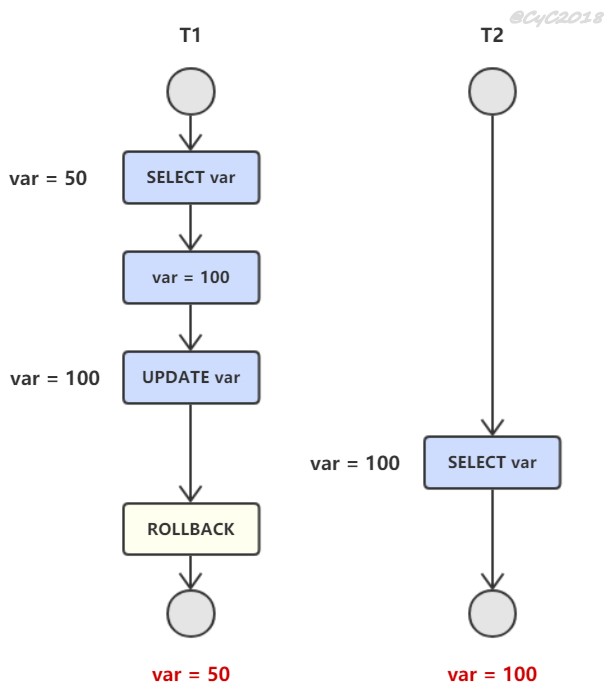 @CyC2018
T1
T2
var = 50
SELECT var
var = 100
var = 100
UPDATE var
var = 100
SELECT var
ROLLBACK
var = 50
var = 100